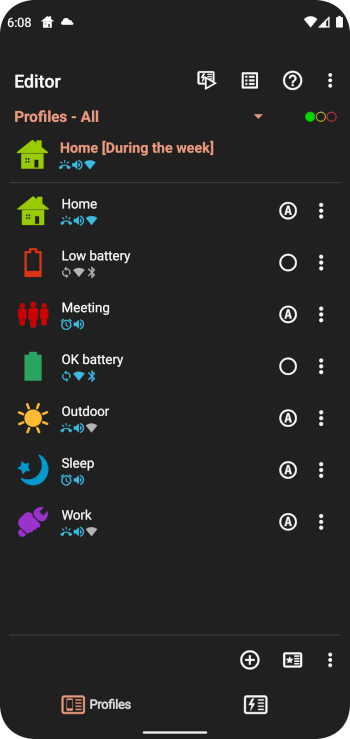 6:08
Editor
Profiles - All
Home [During the week]
Home
Low battery
Meeting
OK battery
Outdoor
Sleep
Work
Profiles